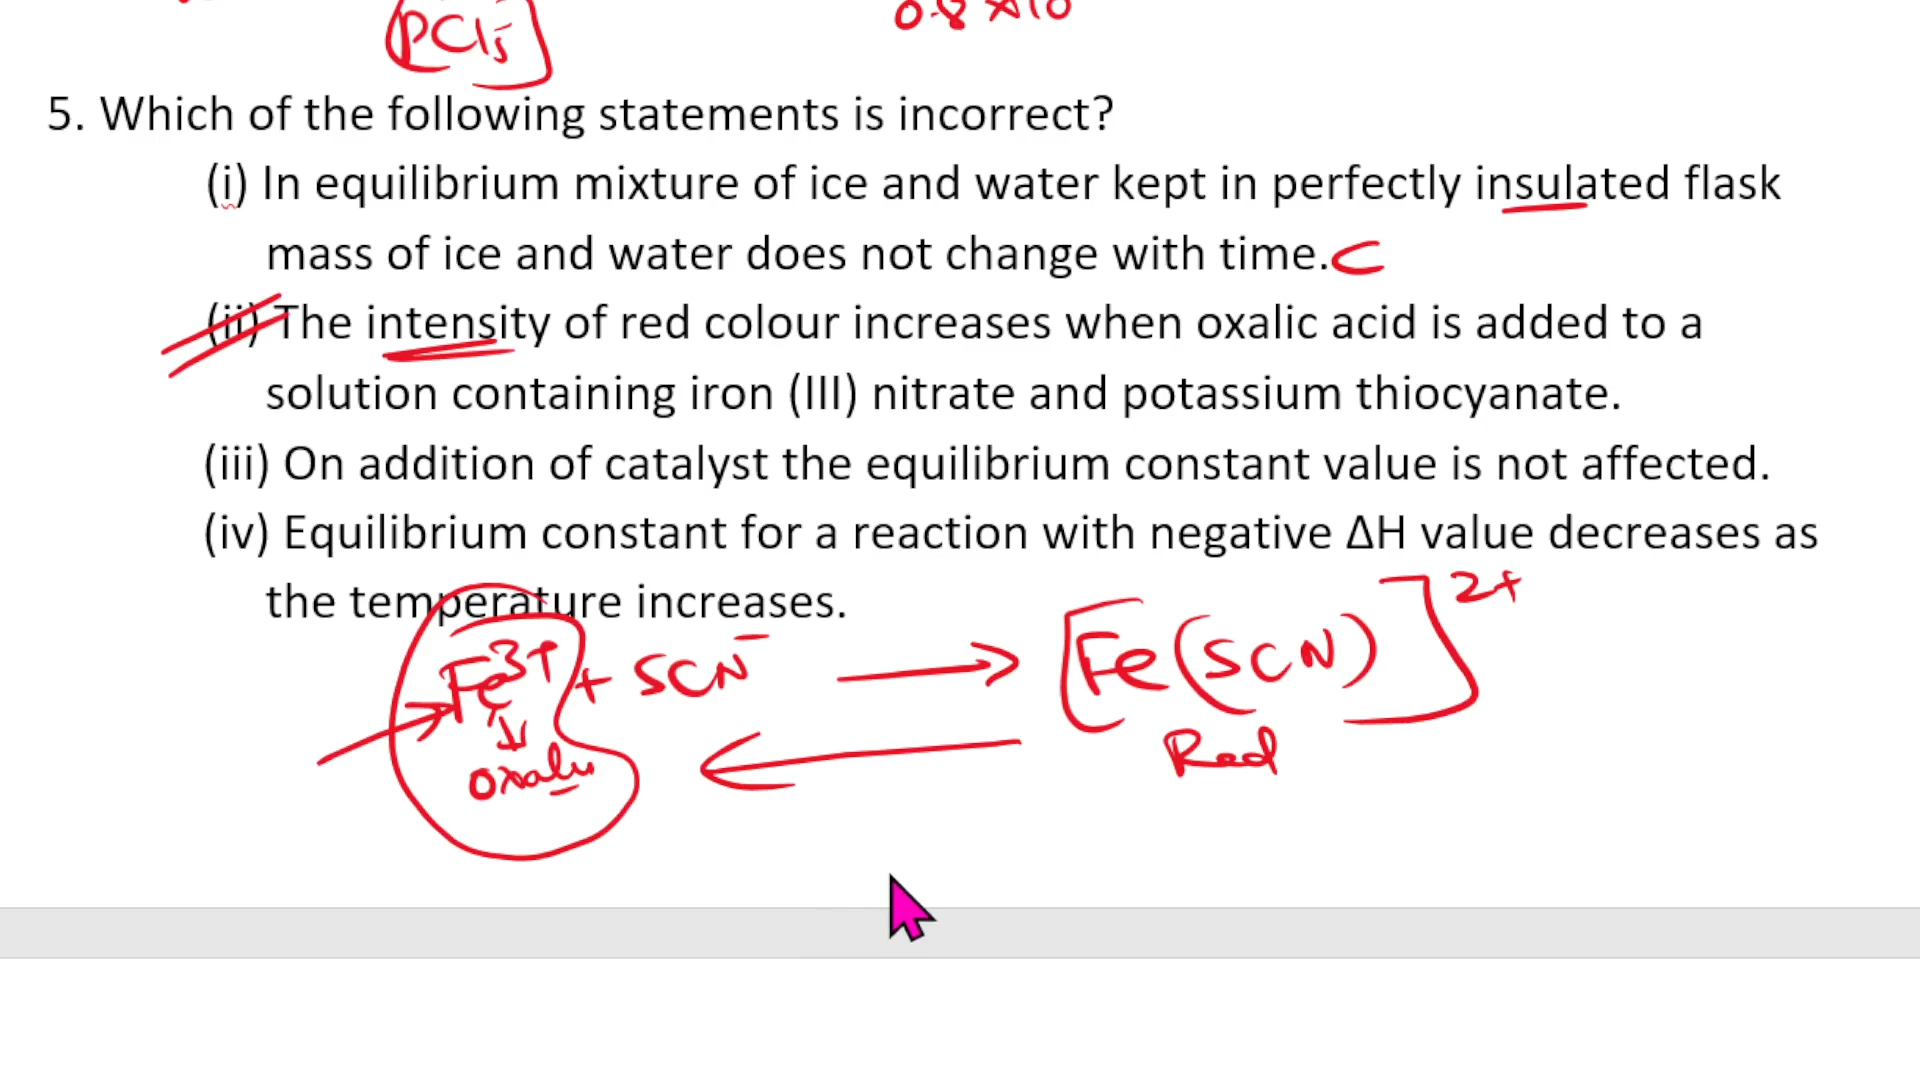 PCl5
0.8 ×10
5. Which of the following statements is incorrect?
(i) In equilibrium mixture of ice and water kept in perfectly insulated flask
mass of ice and water does not change with time. C
(ii) The intensity of red colour increases when oxalic acid is added to a
solution containing iron (III) nitrate and potassium thiocyanate.
(iii) On addition of catalyst the equilibrium constant value is not affected.
(iv) Equilibrium constant for a reaction with negative ΔH value decreases as
the temperature increases.
Fe3+ + SCN- → [Fe(SCN)]2+
Red